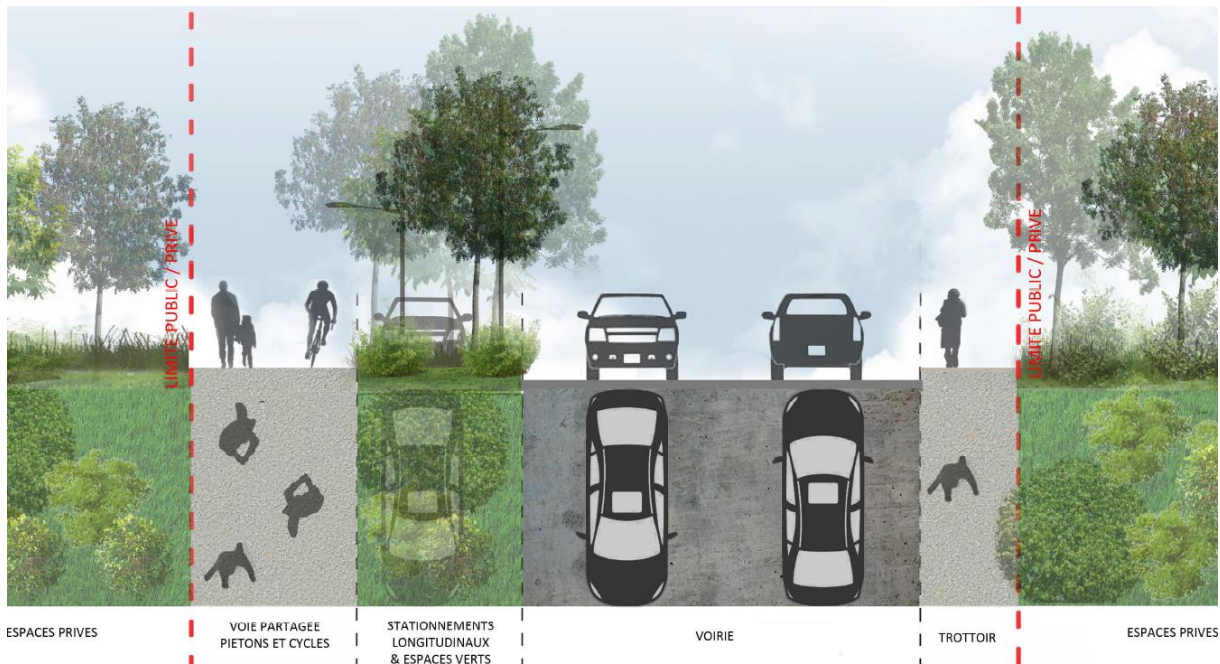 LIMITE PUBLIC / PRIVE
LIMITE PUBLIC / PRIVE
ESPACES PRIVES
VOIE PARTAGEE
PIETONS ET CYCLES
STATIONNEMENTS
LONGITUDINAUX
& ESPACES VERTS
VOIRIE
TROTTOIR
ESPACES PRIVES